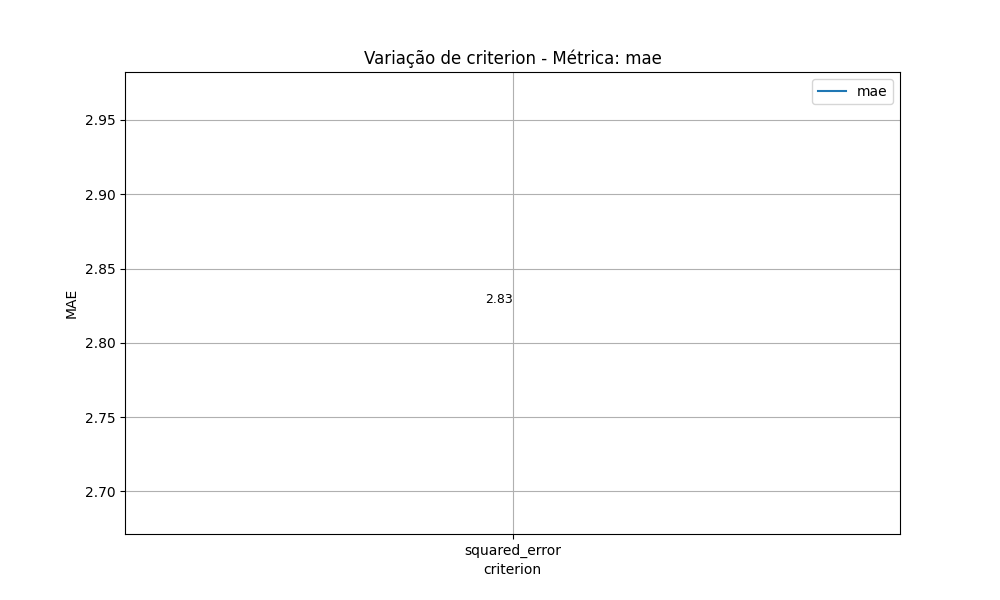 Variação de criterion - Métrica: mae
mae
2.95
2.90
2.85
2.83
2.80
2.75
2.70
MAE
squared_error
criterion